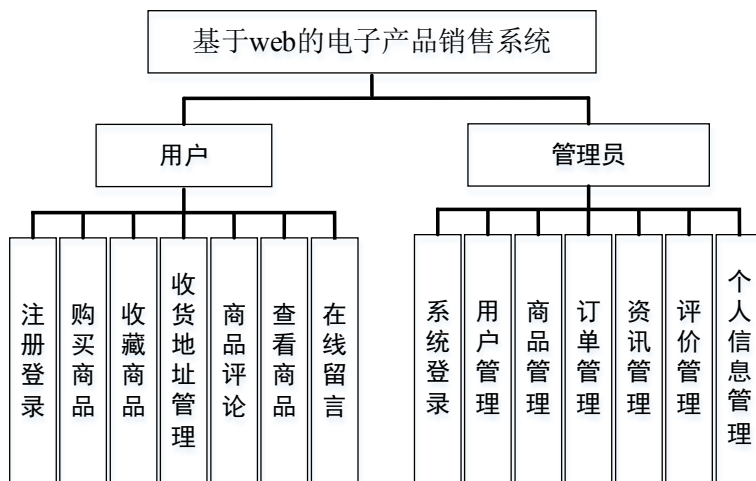 基于web的电子产品销售系统
用户
管理员
注册登录
购买商品
收藏商品
收货地址管理
商品评论
查看商品
在线留言
系统登录
用户管理
商品管理
订单管理
资讯管理
评价管理
个人信息管理